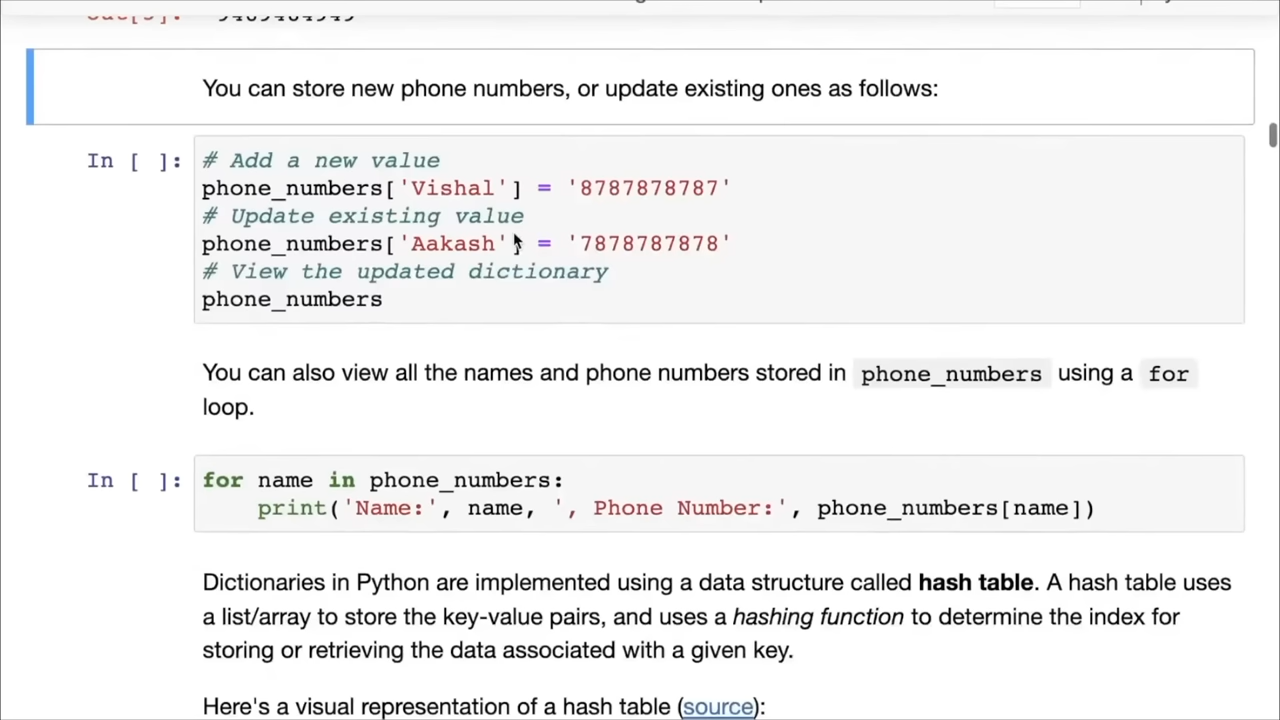 You can store new phone numbers, or update existing ones as follows:
In [ ]:
# Add a new value
phone_numbers['Vishal'] = '8787878787'
# Update existing value
phone_numbers['Aakash'] = '7878787878'
# View the updated dictionary
phone_numbers
You can also view all the names and phone numbers stored in phone_numbers using a for
loop.
In [ ]:
for name in phone_numbers:
print('Name:', name, ', Phone Number:', phone_numbers[name])
Dictionaries in Python are implemented using a data structure called hash table. A hash table uses
a list/array to store the key-value pairs, and uses a hashing function to determine the index for
storing or retrieving the data associated with a given key.
Here's a visual representation of a hash table (source):